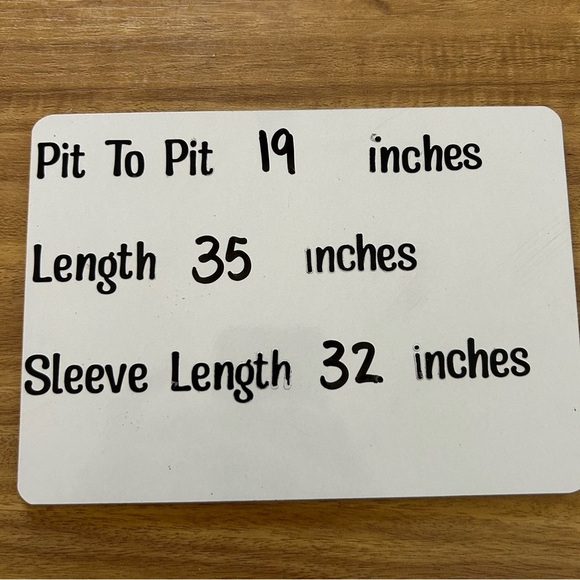 Pit To Pit 19 inches
Length 35 inches
Sleeve Length 32 inches